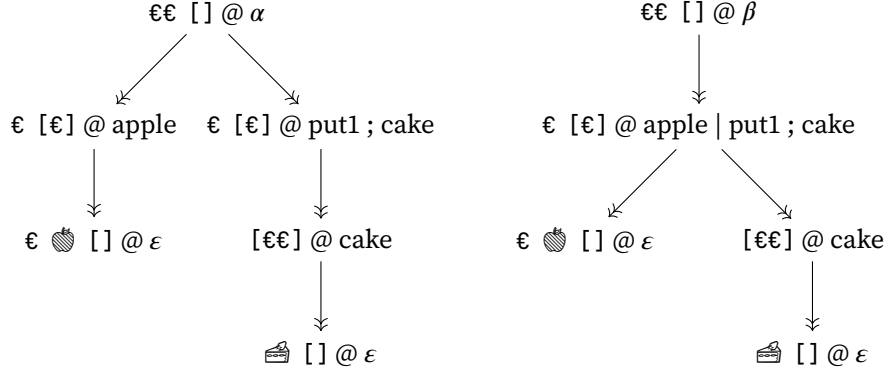 €€ []@α €€ []@β
€ [€]@apple € [€]@put1 ; cake € [€]@apple | put1 ; cake
€ []@ε [€€]@cake € []@ε [€€]@cake
[]@ε []@ε